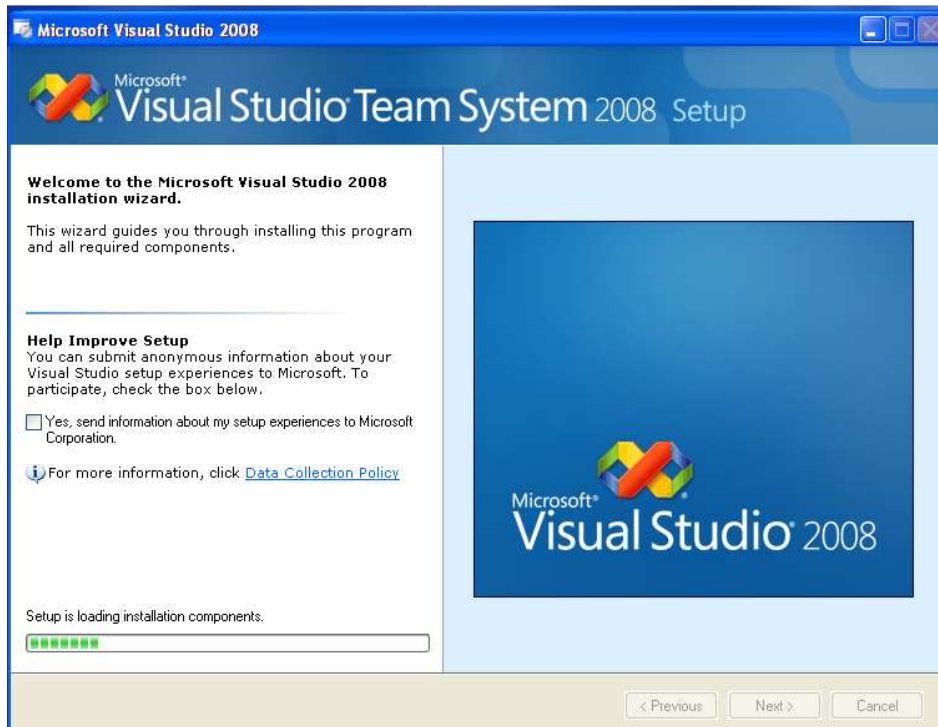 Microsoft Visual Studio 2008
Microsoft®
Visual Studio Team System 2008 Setup
Welcome to the Microsoft Visual Studio 2008
installation wizard.
This wizard guides you through installing this program
and all required components.
Help Improve Setup
You can submit anonymous information about your
Visual Studio setup experiences to Microsoft. To
participate, check the box below.
Yes, send information about my setup experiences to Microsoft
Corporation.
For more information, click Data Collection Policy
Setup is loading installation components.
Microsoft®
Visual Studio® 2008
< Previous
Next >
Cancel